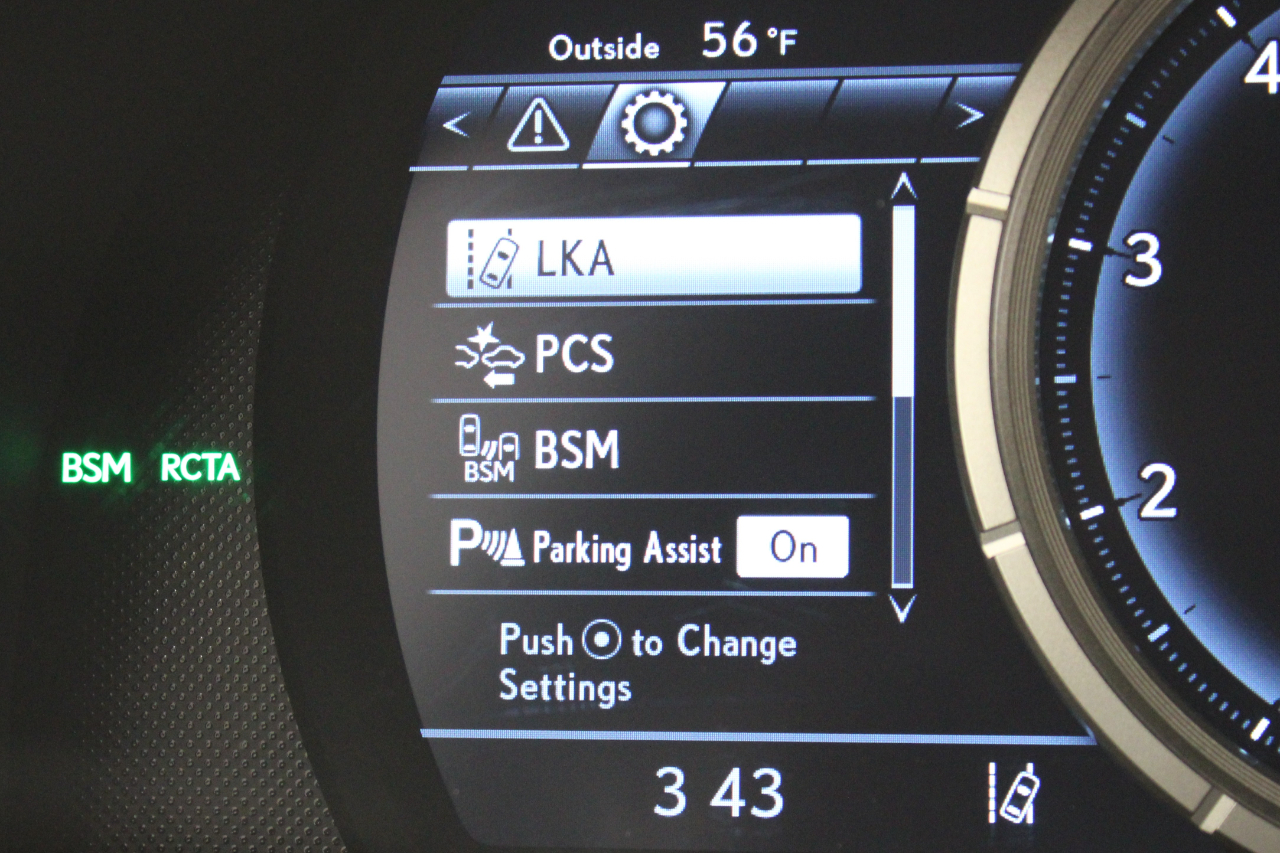 Outside 56 °F
< >
LKA
PCS
BSM BSM
P Parking Assist On
Push to Change
Settings
3 43
BSM RCTA
4
3
2